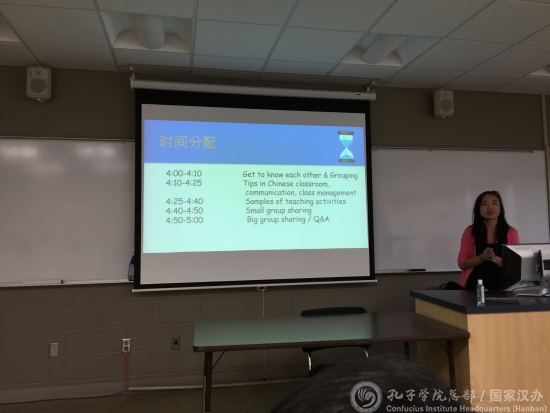 时间分配
4:00-4:10 Get to know each other & Grouping
4:10-4:25 Tips in Chinese classroom,
communication, class management
4:25-4:40 Samples of teaching activities
4:40-4:50 Small group sharing
4:50-5:00 Big group sharing / Q&A
孔子学院总部 / 国家汉办
Confucius Institute Headquarters (Hanban)